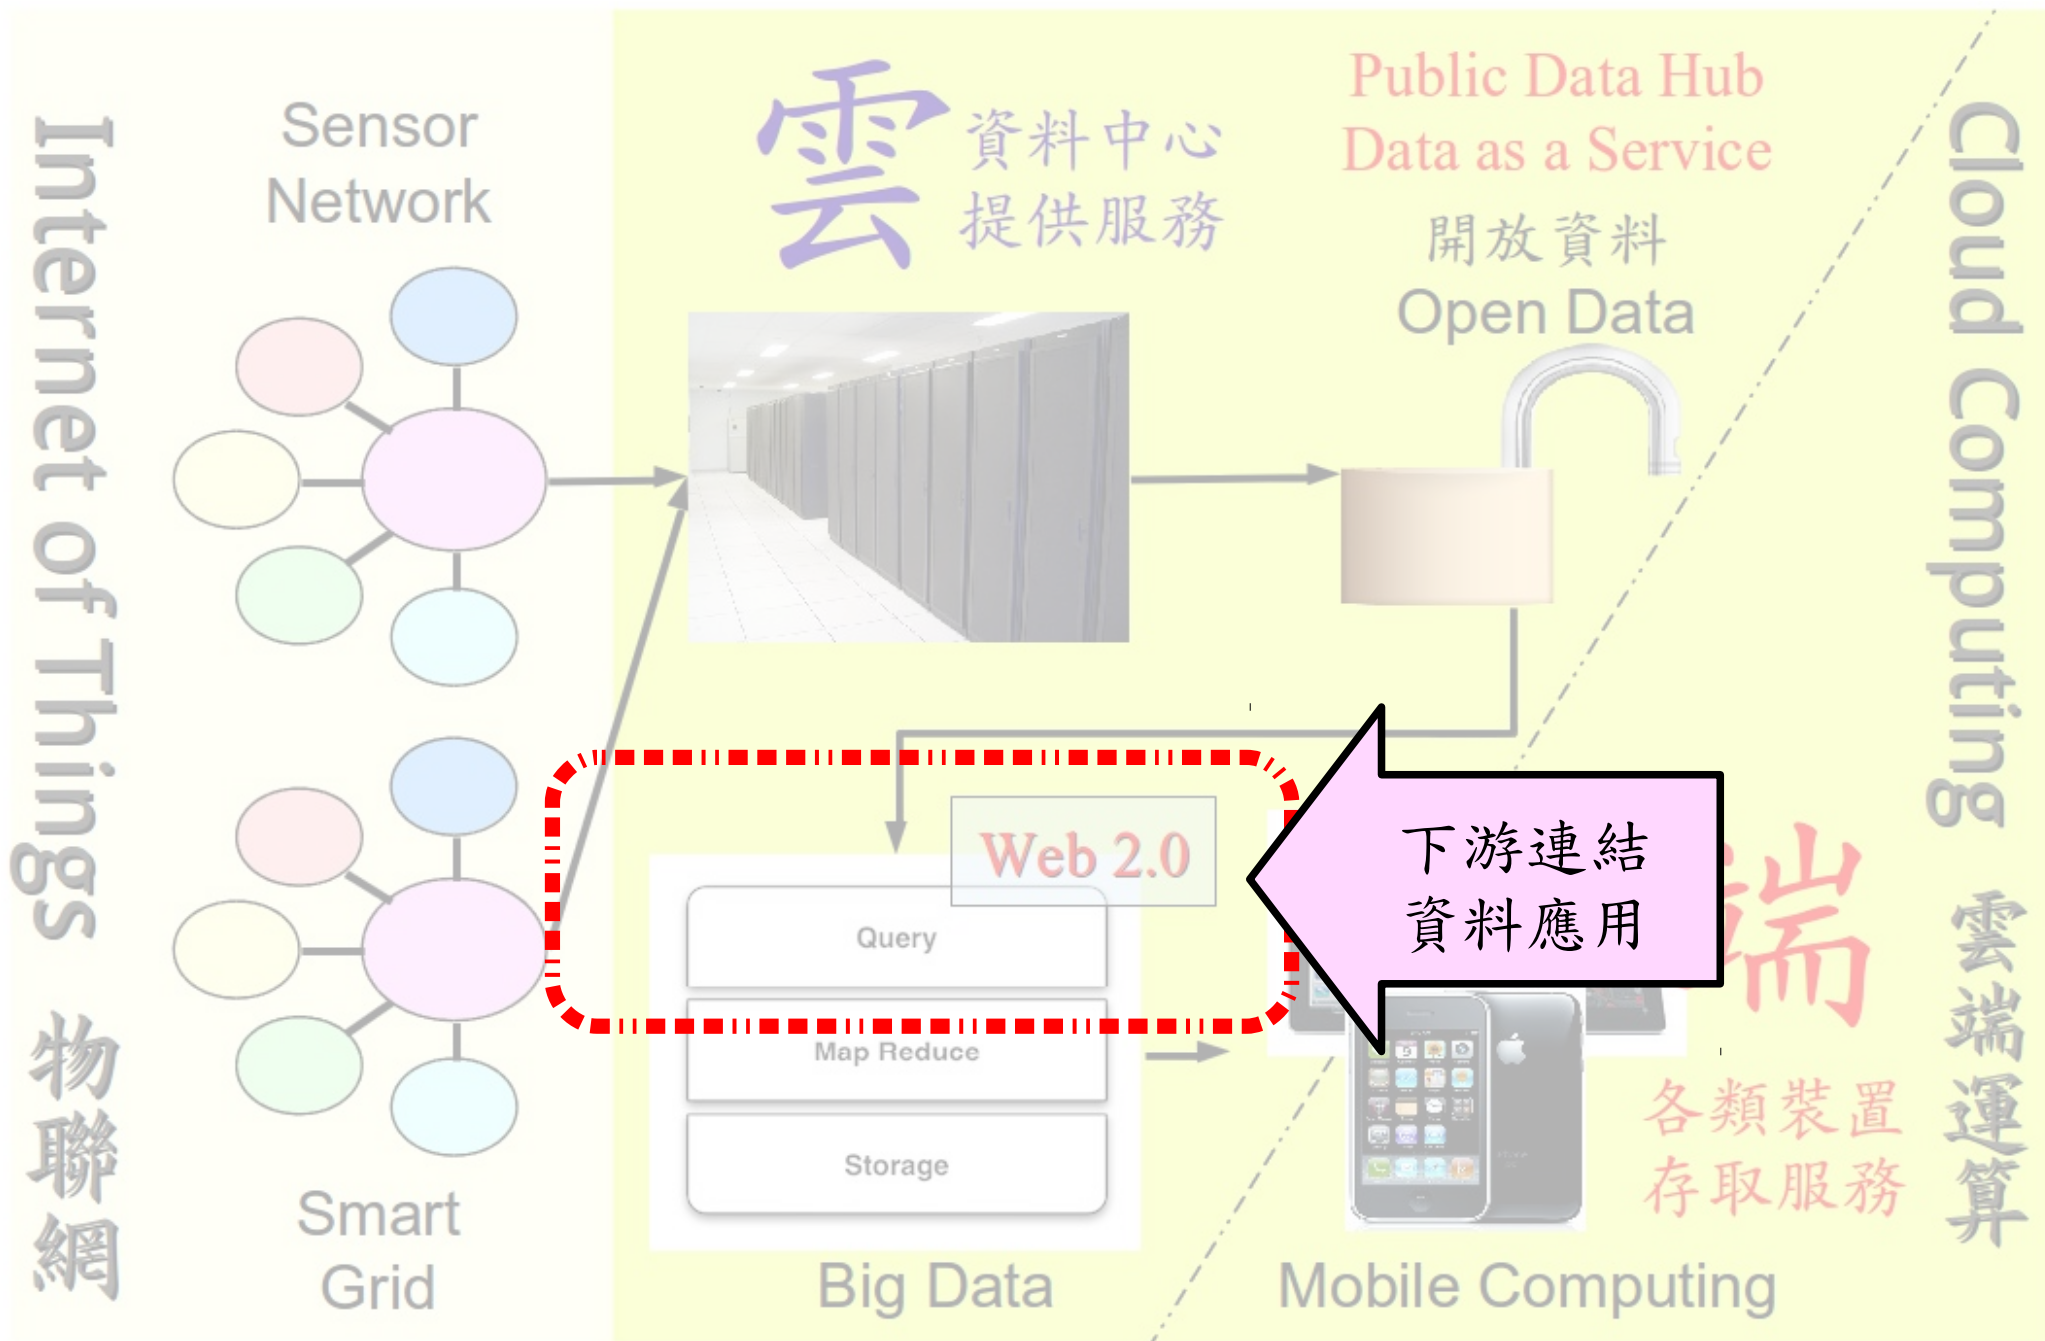 Internet of Things 物聯網
Sensor
Network
Smart
Grid
雲
資料中心
提供服務
Public Data Hub
Data as a Service
開放資料
Open Data
Web 2.0
Query
Map Reduce
Storage
Big Data
下游連結
資料應用
端
各類裝置
存取服務
Mobile Computing
Cloud Computing 雲端運算